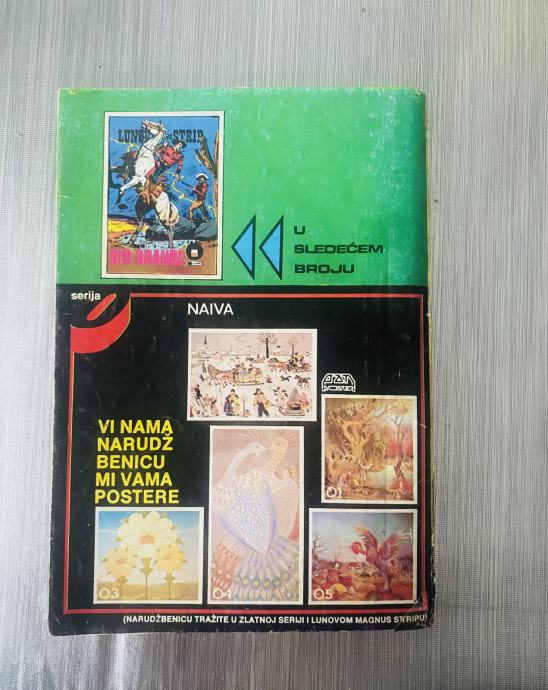 LUNOV MAGNUS STRIP
RIO GRANDE
U
SLEDEĆEM
BROJU
serija
NAIVA
VI NAMA
NARUDŽ
BENICU
MI VAMA
POSTERE
01
03
04
05
(NARUDŽBENICU TRAŽITE U ZLATNOJ SERIJI I LUNOVOM MAGNUS STRIPU)